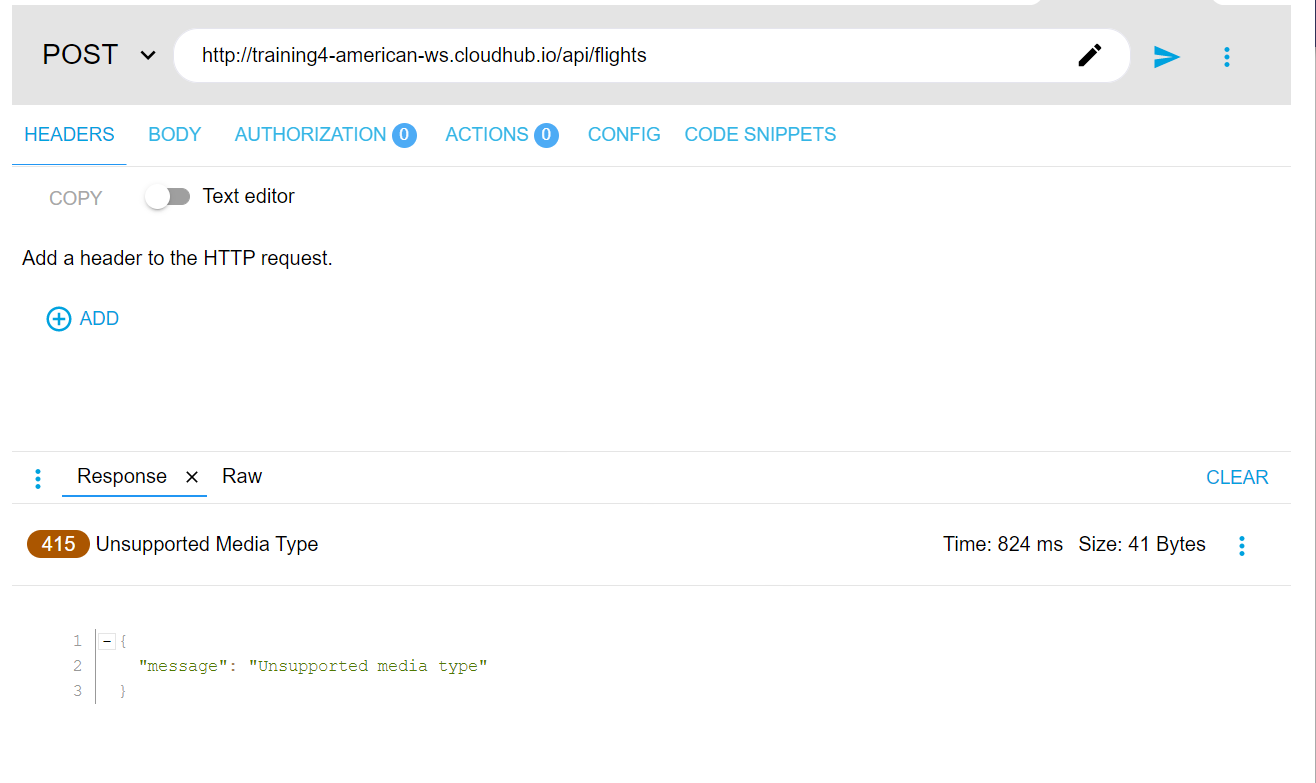 POST http://training4-american-ws.cloudhub.io/api/flights
HEADERS BODY AUTHORIZATION 0 ACTIONS 0 CONFIG CODE SNIPPETS
COPY Text editor
Add a header to the HTTP request.
ADD
Response × Raw CLEAR
415 Unsupported Media Type Time: 824 ms Size: 41 Bytes
1 {
2 "message": "Unsupported media type"
3 }